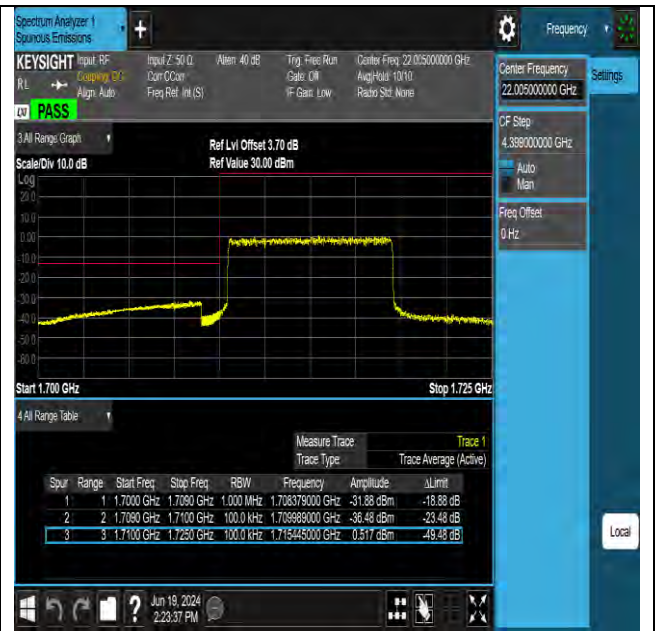 Spectrum Analyzer 1
Spurious Emissions
+
Frequency
KEYSIGHT Input: RF Input Z: 50 Ω Atten: 40 dB Trig: Free Run Center Freq: 22.005000000 GHz
RL Coupling: DC Corr CCorr Gate: Off Avg|Hold: 10/10
Align: Auto Freq Ref: Int (S) IF Gain: Low Radio Std: None
PASS
Center Frequency
22.005000000 GHz
Settings
CF Step
4.399000000 GHz
Auto
Man
Freq Offset
0 Hz
3 All Range Graph
Ref Lvl Offset 3.70 dB
Scale/Div 10.0 dB Ref Value 30.00 dBm
Log
20.0
10.0
0.00
-10.0
-20.0
-30.0
-40.0
-50.0
-60.0
Start 1.700 GHz Stop 1.725 GHz
4 All Range Table
Measure Trace Trace 1
Trace Type Trace Average (Active)
Spur Range Start Freq Stop Freq RBW Frequency Amplitude ΔLimit
1 1 1.7000 GHz 1.7090 GHz 1.000 MHz 1.708379000 GHz -31.88 dBm -18.88 dB
2 2 1.7090 GHz 1.7100 GHz 100.0 kHz 1.709989000 GHz -36.48 dBm -23.48 dB
3 3 1.7100 GHz 1.7250 GHz 100.0 kHz 1.715445000 GHz 0.517 dBm -49.48 dB
Local
?
Jun 19, 2024
2:23:37 PM